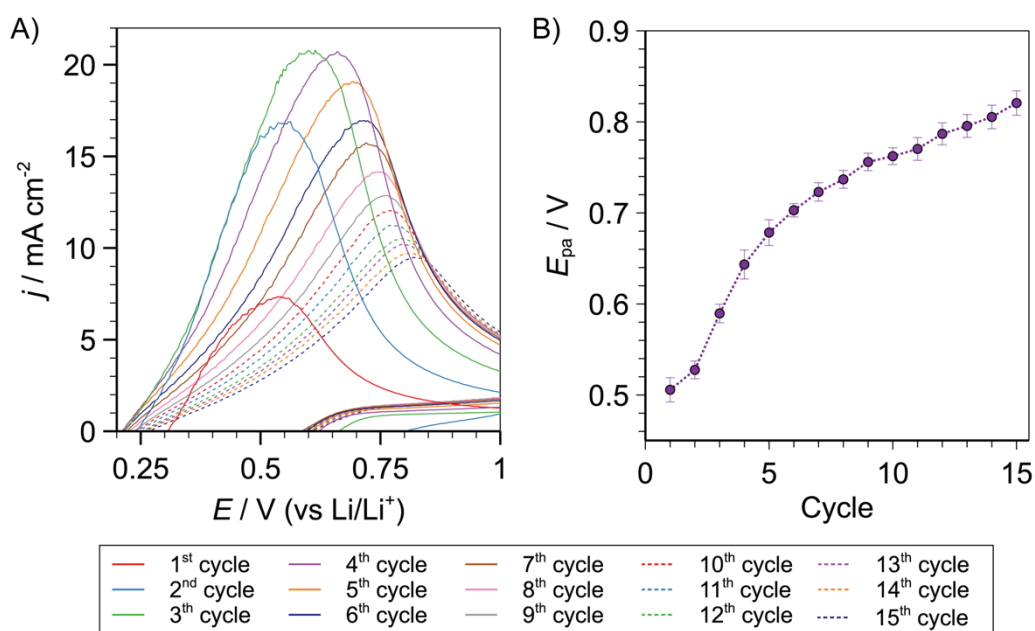 A)
j / mA cm⁻²
20
15
10
5
0
0.25
0.5
0.75
1
E / V (vs Li/Li⁺)
B)
Eₚₐ / V
0.9
0.8
0.7
0.6
0.5
0
5
10
15
Cycle
1ˢᵗ cycle 4ᵗʰ cycle 7ᵗʰ cycle 10ᵗʰ cycle 13ᵗʰ cycle
2ⁿᵈ cycle 5ᵗʰ cycle 8ᵗʰ cycle 11ᵗʰ cycle 14ᵗʰ cycle
3ᵗʰ cycle 6ᵗʰ cycle 9ᵗʰ cycle 12ᵗʰ cycle 15ᵗʰ cycle